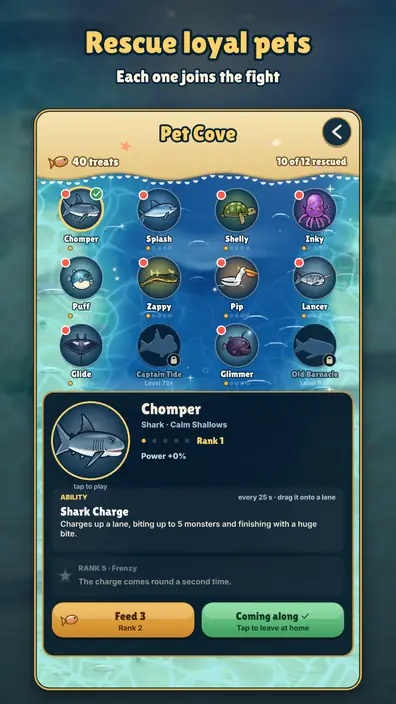 Rescue loyal pets
Each one joins the fight
Pet Cove
40 treats
10 of 12 rescued
Chomper
Splash
Shelly
Inky
Puff
Zappy
Pip
Lancer
Glide
Captain Tide
Level 73+
Glimmer
Old Barnacle
Chomper
Shark · Calm Shallows
Rank 1
Power +0%
tap to play
ABILITY
every 25 s · drag it onto a lane
Shark Charge
Charges up a lane, biting up to 5 monsters and finishing with a huge
bite.
RANK 5 · Frenzy
The charge comes round a second time.
Feed 3
Rank 2
Coming along ✓
Tap to leave at home